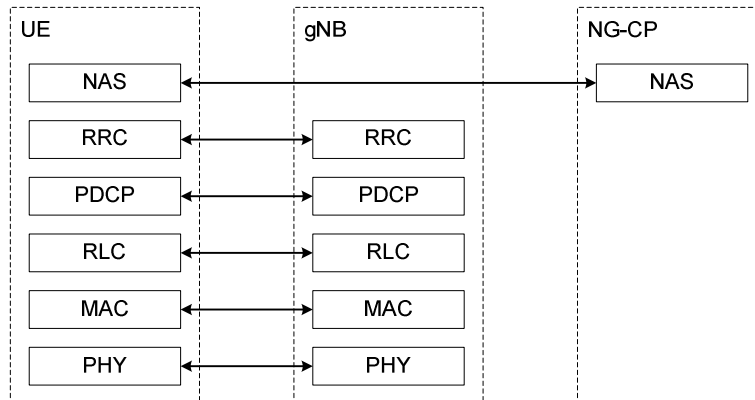 UE gNB NG-CP
NAS NAS
RRC RRC
PDCP PDCP
RLC RLC
MAC MAC
PHY PHY